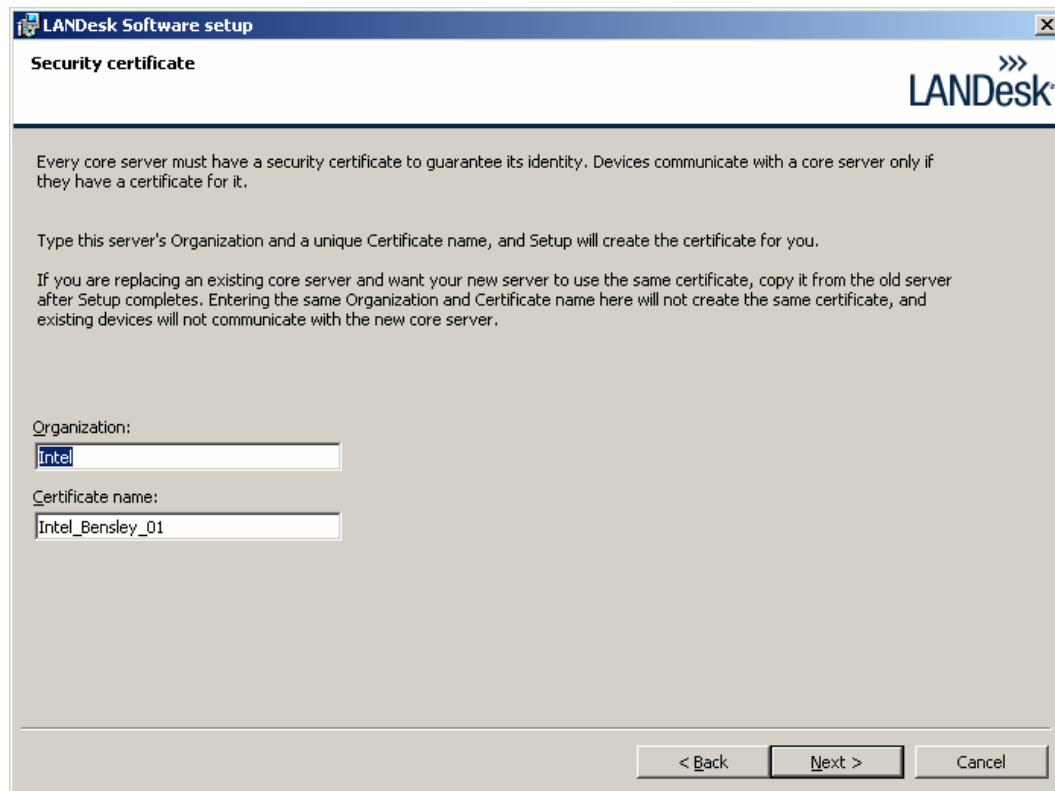 LANDesk Software setup
Security certificate
LANDesk
Every core server must have a security certificate to guarantee its identity. Devices communicate with a core server only if
they have a certificate for it.
Type this server's Organization and a unique Certificate name, and Setup will create the certificate for you.
If you are replacing an existing core server and want your new server to use the same certificate, copy it from the old server
after Setup completes. Entering the same Organization and Certificate name here will not create the same certificate, and
existing devices will not communicate with the new core server.
Organization:
Intel
Certificate name:
Intel_Bensley_01
< Back
Next >
Cancel